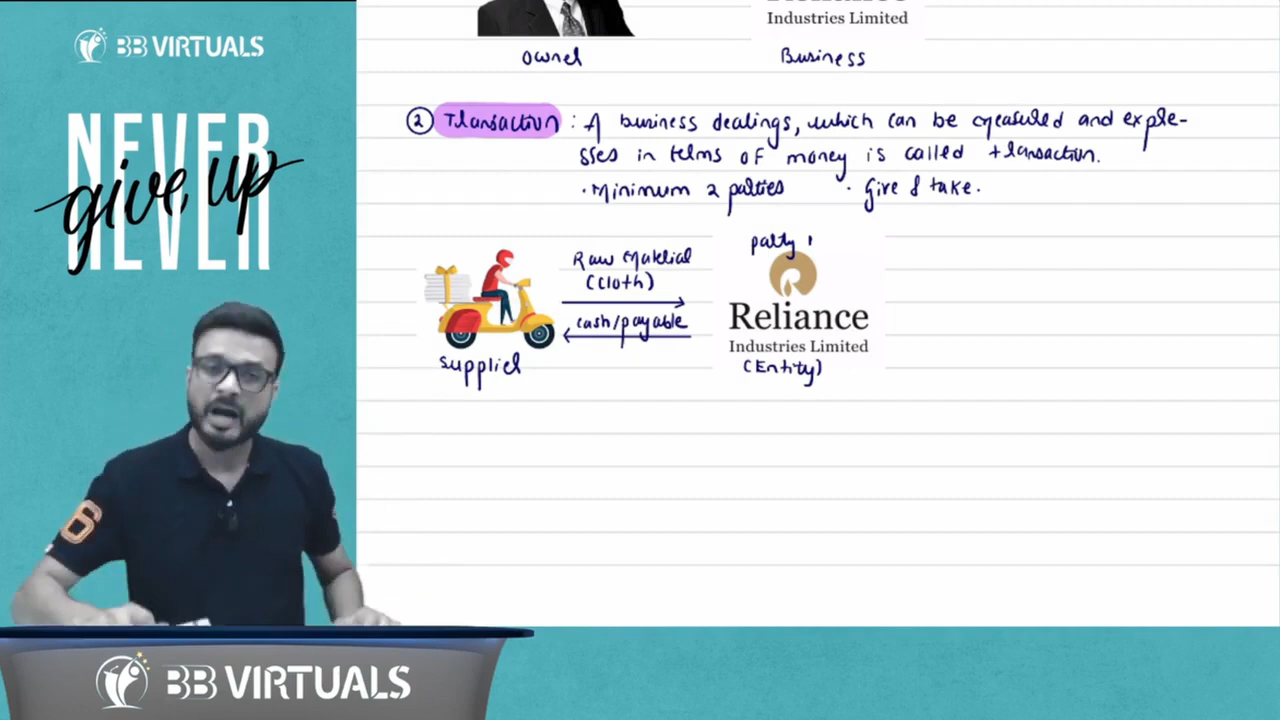 BB VIRTUALS
NEVER
give up
NEVER
Industries Limited
owner
Business
② Transaction : A business dealings, which can be measured and expre-
sses in terms of money is called transaction.
· Minimum 2 parties · Give & take.
party 1
Raw Material
(Cloth)
cash/payable
Supplier
Reliance
Industries Limited
(Entity)
6
BB VIRTUALS